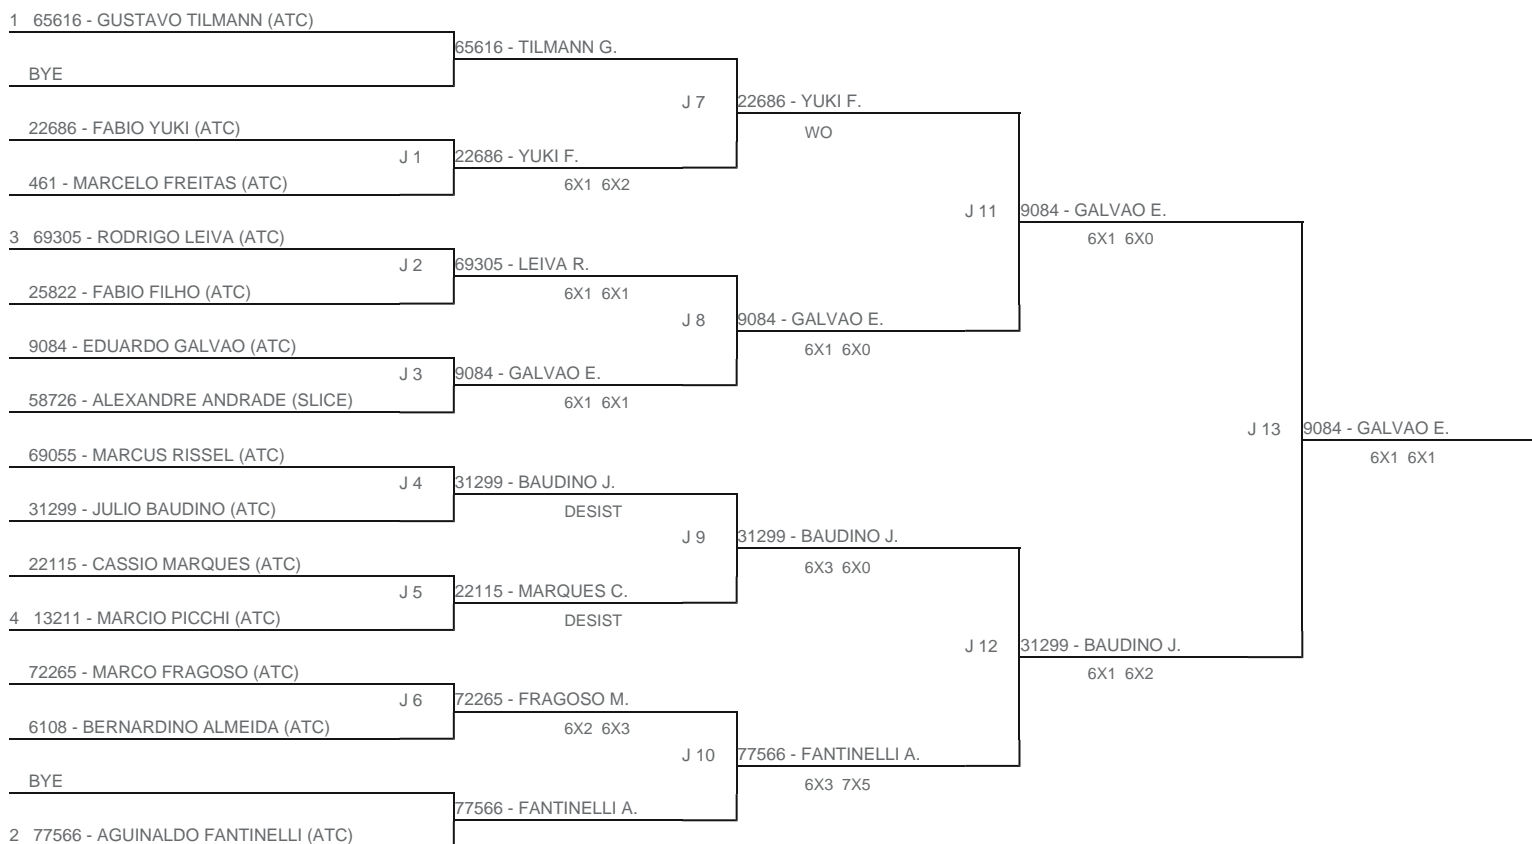 1 65616 - GUSTAVO TILMANN (ATC)
65616 - TILMANN G.
BYE
J 7
22686 - YUKI F.
22686 - FABIO YUKI (ATC)
WO
J 1
22686 - YUKI F.
461 - MARCELO FREITAS (ATC)
6X1 6X2
J 11
9084 - GALVAO E.
3 69305 - RODRIGO LEIVA (ATC)
6X1 6X0
J 2
69305 - LEIVA R.
25822 - FABIO FILHO (ATC)
6X1 6X1
J 8
9084 - GALVAO E.
9084 - EDUARDO GALVAO (ATC)
6X1 6X0
J 3
9084 - GALVAO E.
58726 - ALEXANDRE ANDRADE (SLICE)
6X1 6X1
J 13
9084 - GALVAO E.
69055 - MARCUS RISSEL (ATC)
6X1 6X1
J 4
31299 - BAUDINO J.
31299 - JULIO BAUDINO (ATC)
DESIST
J 9
31299 - BAUDINO J.
22115 - CASSIO MARQUES (ATC)
6X3 6X0
J 5
22115 - MARQUES C.
4 13211 - MARCIO PICCHI (ATC)
DESIST
J 12
31299 - BAUDINO J.
72265 - MARCO FRAGOSO (ATC)
6X1 6X2
J 6
72265 - FRAGOSO M.
6108 - BERNARDINO ALMEIDA (ATC)
6X2 6X3
J 10
77566 - FANTINELLI A.
BYE
6X3 7X5
77566 - FANTINELLI A.
2 77566 - AGUINALDO FANTINELLI (ATC)